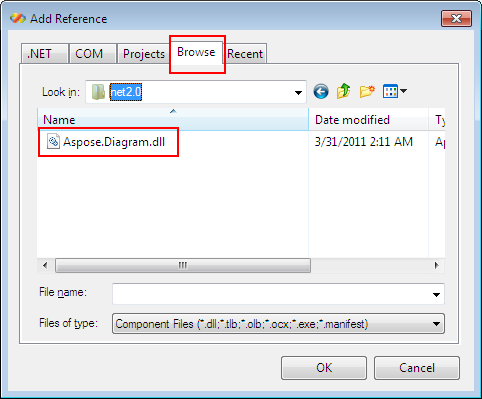 Add Reference
.NET COM Projects Browse Recent
Look in: net2.0
Name Date modified Ty
Aspose.Diagram.dll 3/31/2011 2:11 AM Ap
File name:
Files of type: Component Files (*.dll;*.tlb;*.olb;*.ocx;*.exe;*.manifest)
OK Cancel